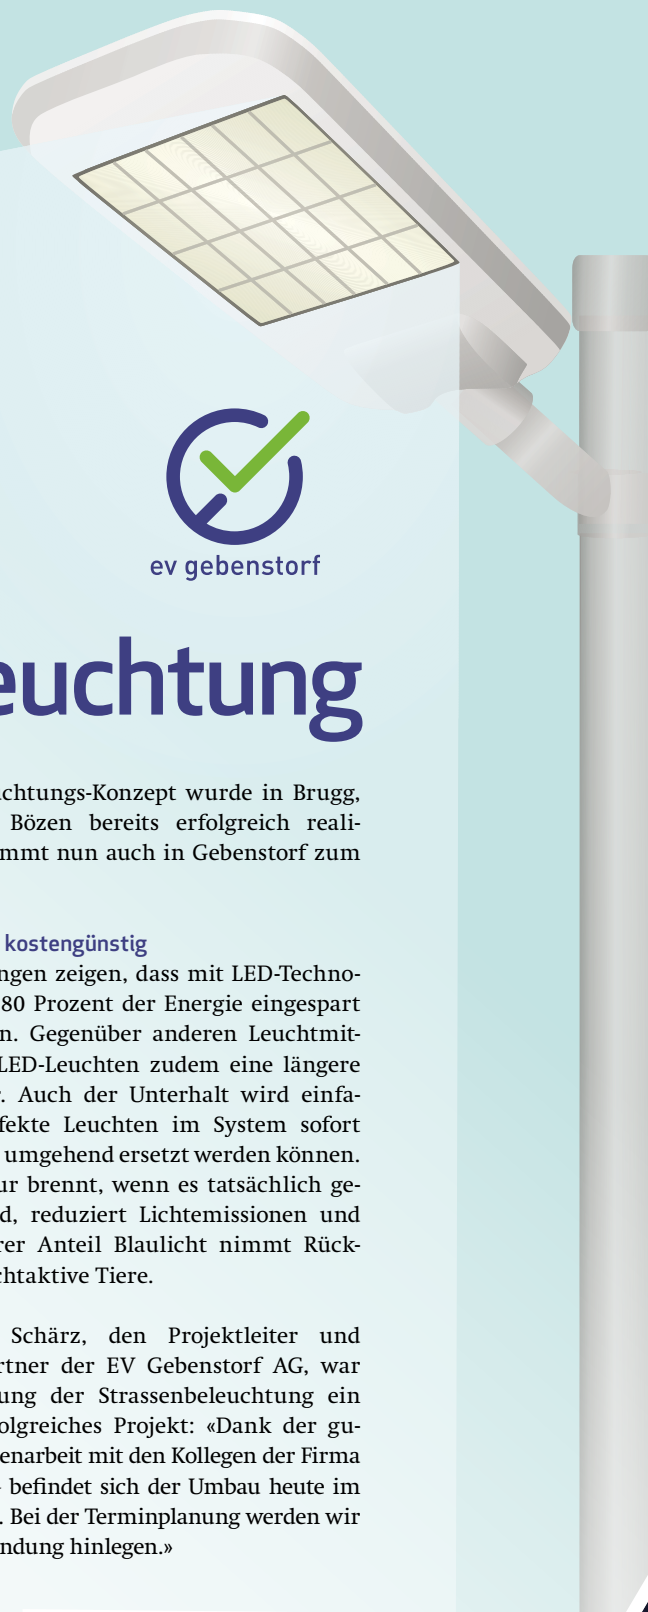 ev gebenstorf
euchtung
uchtungs-Konzept wurde in Brugg,
Bözen bereits erfolgreich reali-
mmt nun auch in Gebenstorf zum
kostengünstig
ngen zeigen, dass mit LED-Techno-
80 Prozent der Energie eingespart
n. Gegenüber anderen Leuchtmit-
LED-Leuchten zudem eine längere
. Auch der Unterhalt wird einfa-
fekte Leuchten im System sofort
umgehend ersetzt werden können.
ur brennt, wenn es tatsächlich ge-
d, reduziert Lichtemissionen und
rer Anteil Blaulicht nimmt Rück-
chtaktive Tiere.
Schärz, den Projektleiter und
rtner der EV Gebenstorf AG, war
ung der Strassenbeleuchtung ein
olgreiches Projekt: «Dank der gu-
enarbeit mit den Kollegen der Firma
befindet sich der Umbau heute im
. Bei der Terminplanung werden wir
ndung hinlegen.»